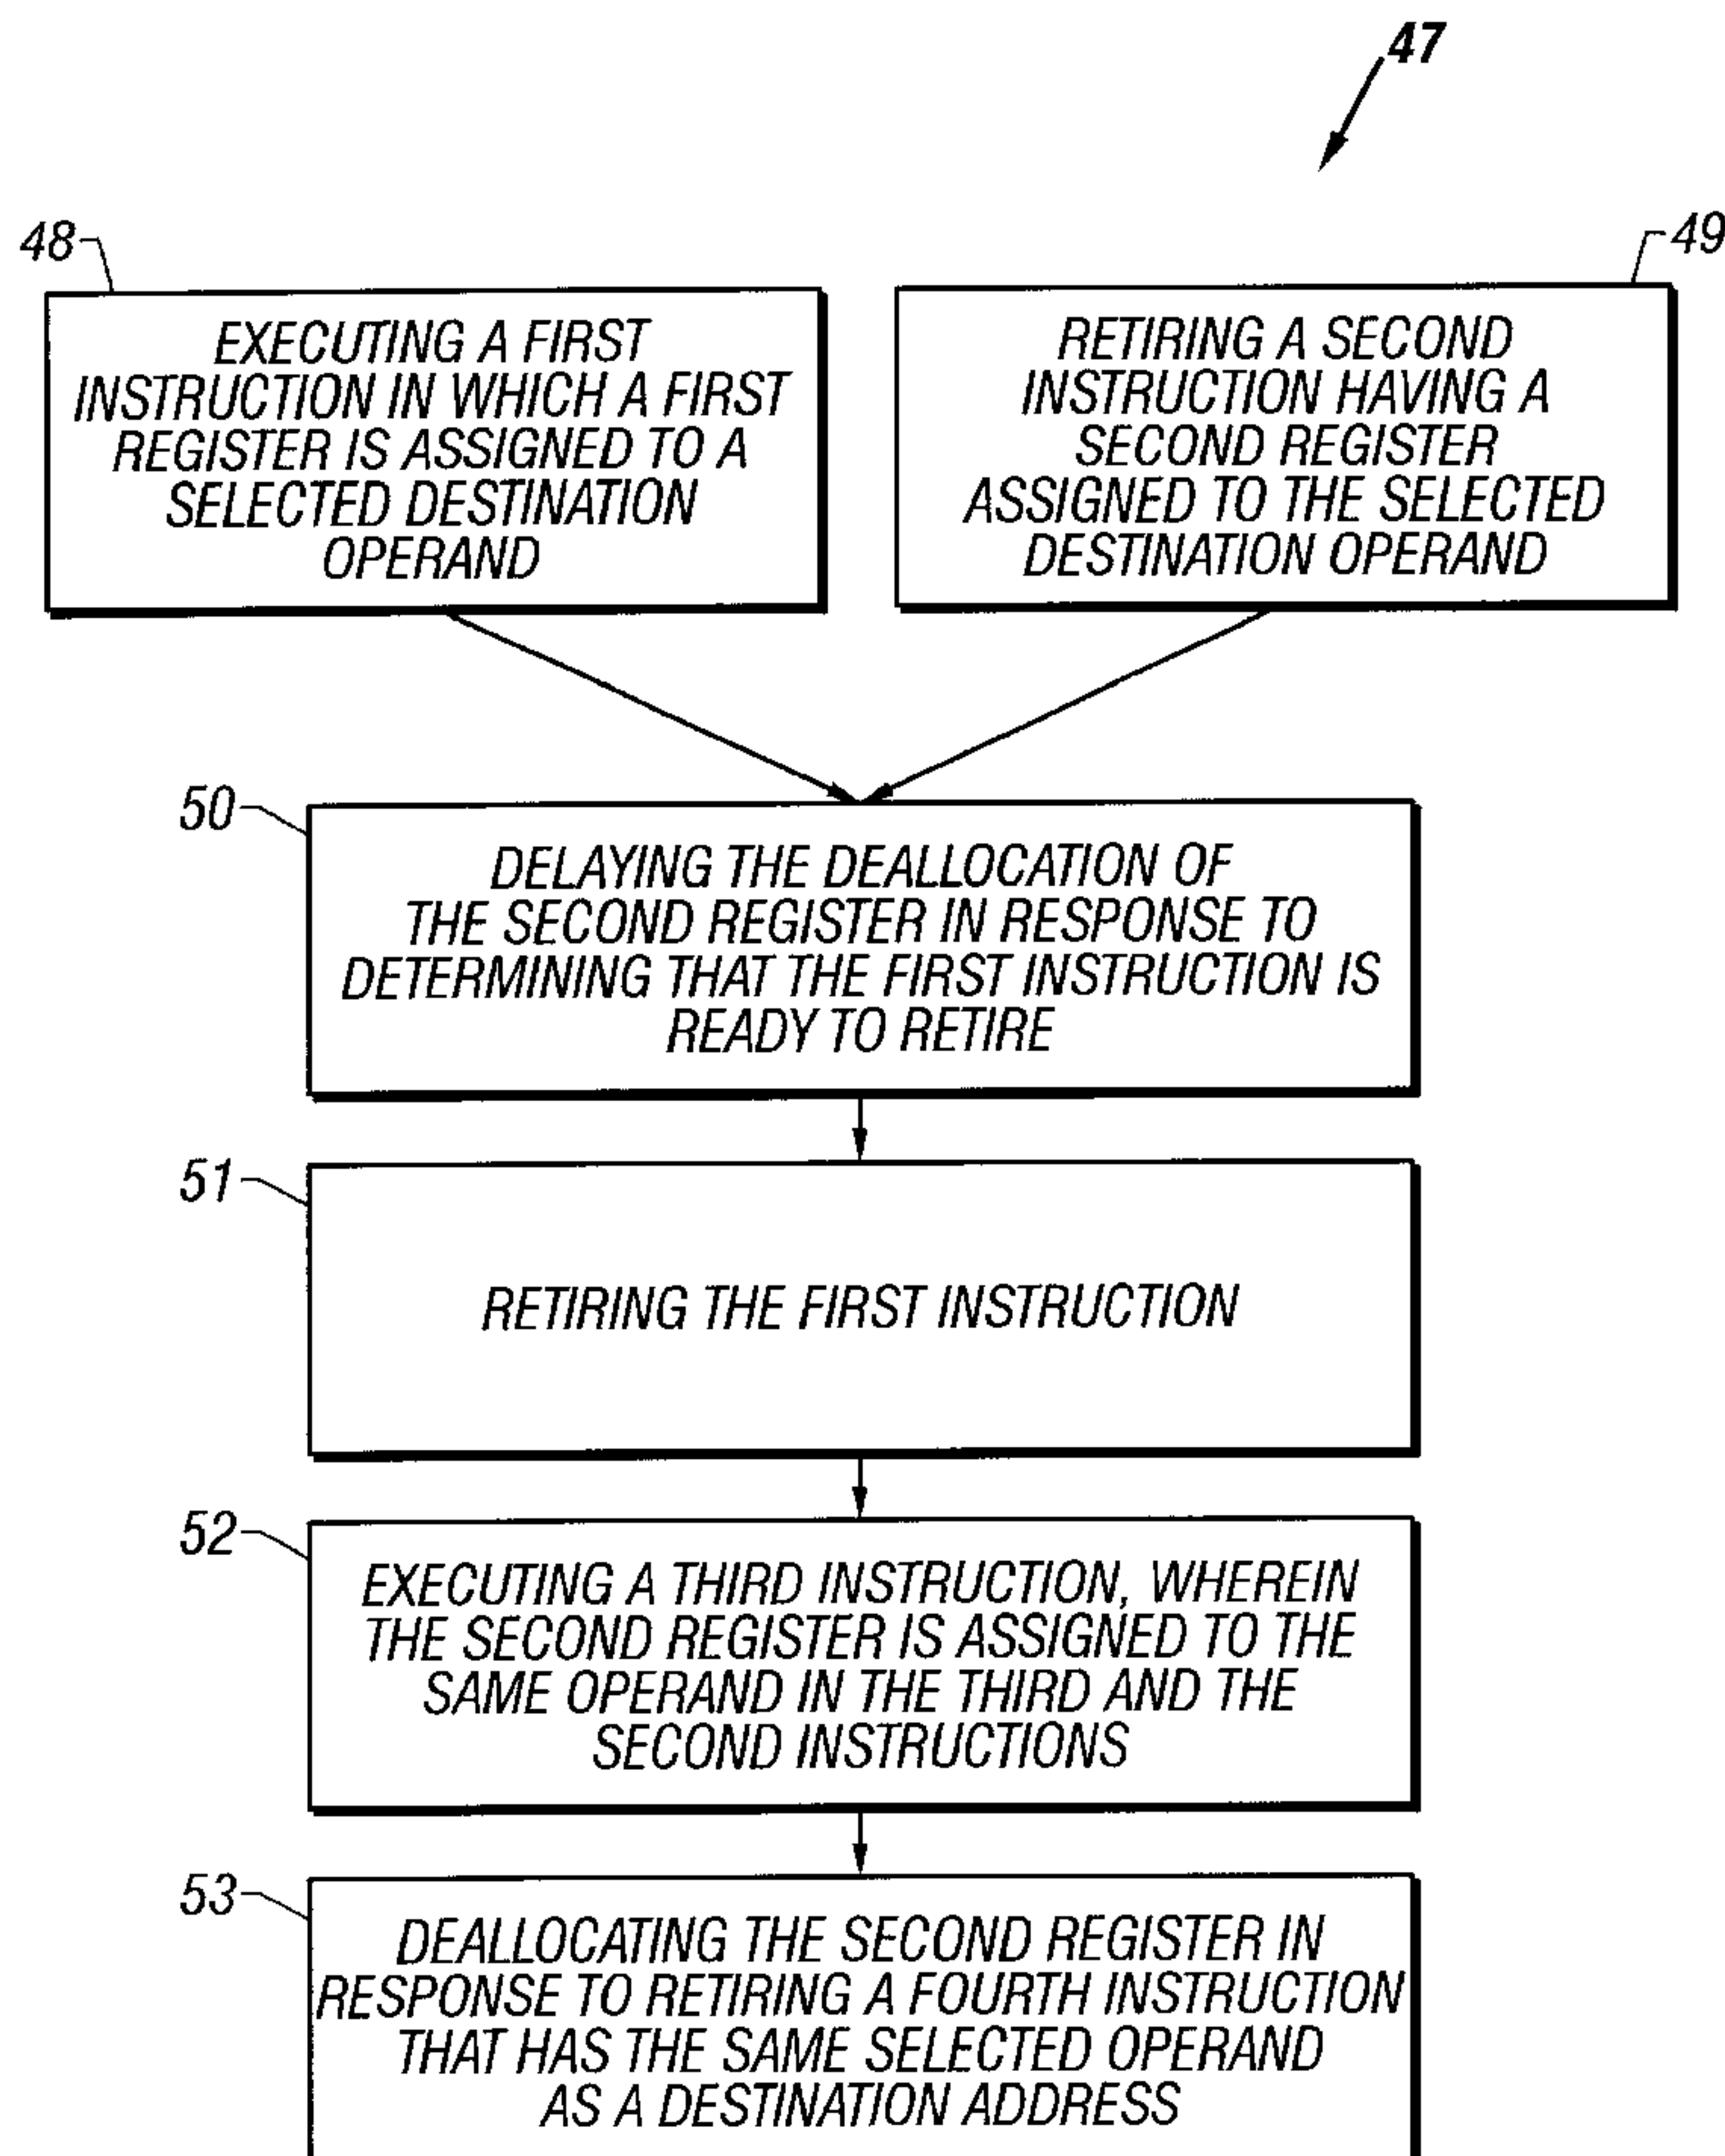 47
48
EXECUTING A FIRST
INSTRUCTION IN WHICH A FIRST
REGISTER IS ASSIGNED TO A
SELECTED DESTINATION
OPERAND
49
RETIRING A SECOND
INSTRUCTION HAVING A
SECOND REGISTER
ASSIGNED TO THE SELECTED
DESTINATION OPERAND
50
DELAYING THE DEALLOCATION OF
THE SECOND REGISTER IN RESPONSE TO
DETERMINING THAT THE FIRST INSTRUCTION IS
READY TO RETIRE
51
RETIRING THE FIRST INSTRUCTION
52
EXECUTING A THIRD INSTRUCTION, WHEREIN
THE SECOND REGISTER IS ASSIGNED TO THE
SAME OPERAND IN THE THIRD AND THE
SECOND INSTRUCTIONS
53
DEALLOCATING THE SECOND REGISTER IN
RESPONSE TO RETIRING A FOURTH INSTRUCTION
THAT HAS THE SAME SELECTED OPERAND
AS A DESTINATION ADDRESS